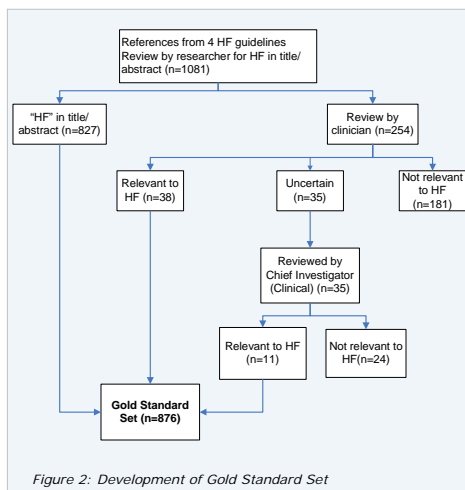 References from 4 HF guidelines
Review by researcher for HF in title/
abstract (n=1081)
"HF" in title/
abstract (n=827)
Review by
clinician (n=254)
Relevant to
HF (n=38)
Uncertain
(n=35)
Not relevant
to HF
(n=181)
Reviewed by
Chief Investigator
(Clinical) (n=35)
Relevant to HF
(n=11)
Not relevant to
HF(n=24)
Gold Standard
Set (n=876)
Figure 2: Development of Gold Standard Set